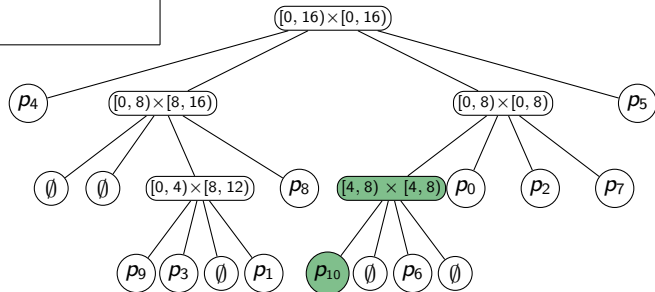 [0, 16)×[0, 16)
p4 [0, 8)×[8, 16) [0, 8)×[0, 8) p5
∅ ∅ [0, 4)×[8, 12) p8 [4, 8) × [4, 8) p0 p2 p7
p9 p3 ∅ p1 p10 ∅ p6 ∅